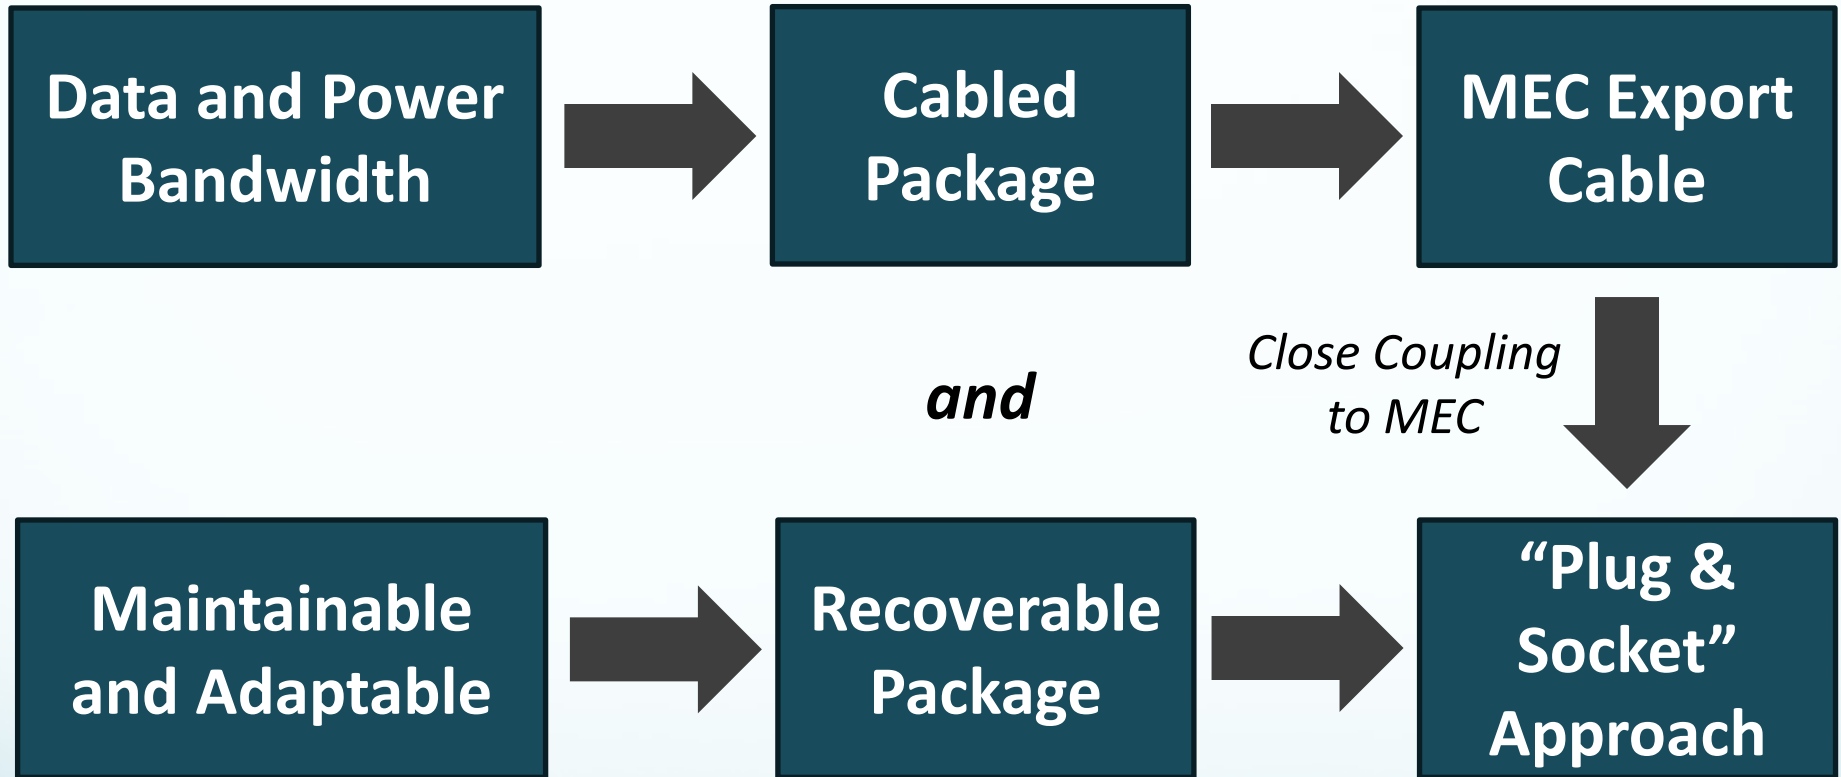 Data and Power
Bandwidth
Cabled
Package
MEC Export
Cable
and
Close Coupling
to MEC
Maintainable
and Adaptable
Recoverable
Package
“Plug &
Socket”
Approach